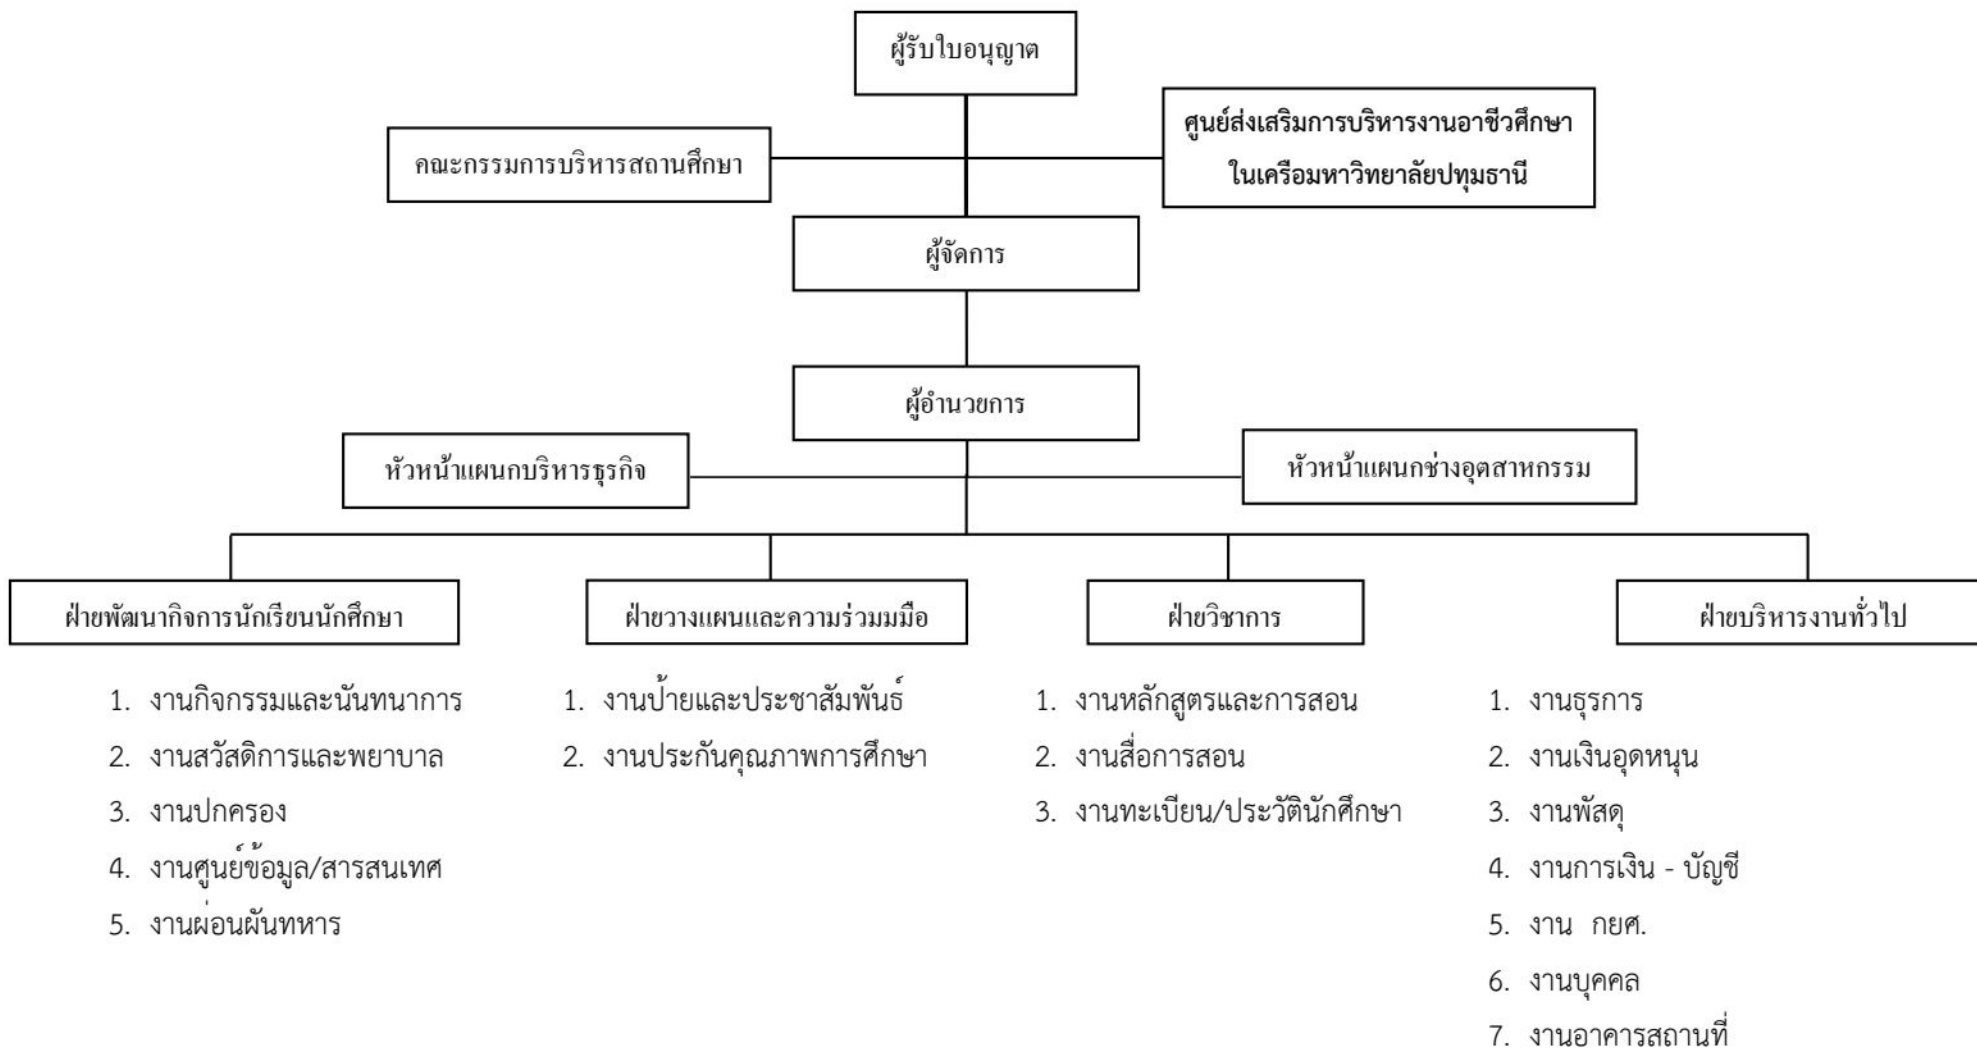 ผู้รับใบอนุญาต
ศูนย์ส่งเสริมการบริหารงานอาชีวศึกษา
ในเครือมหาวิทยาลัยปทุมธานี
คณะกรรมการบริหารสถานศึกษา
ผู้จัดการ
ผู้อำนวยการ
หัวหน้าแผนกบริหารธุรกิจ
หัวหน้าแผนกช่างอุตสาหกรรม
ฝ่ายพัฒนากิจการนักเรียนนักศึกษา
ฝ่ายวางแผนและความร่วมมมือ
ฝ่ายวิชาการ
ฝ่ายบริหารงานทั่วไป
1. งานกิจกรรมและนันทนาการ
2. งานสวัสดิการและพยาบาล
3. งานปกครอง
4. งานศูนย์ข้อมูล/สารสนเทศ
5. งานผ่อนผันทหาร
1. งานป้ายและประชาสัมพันธ์
2. งานประกันคุณภาพการศึกษา
1. งานหลักสูตรและการสอน
2. งานสื่อการสอน
3. งานทะเบียน/ประวัตินักศึกษา
1. งานธุรการ
2. งานเงินอุดหนุน
3. งานพัสดุ
4. งานการเงิน - บัญชี
5. งาน กยศ.
6. งานบุคคล
7. งานอาคารสถานที่